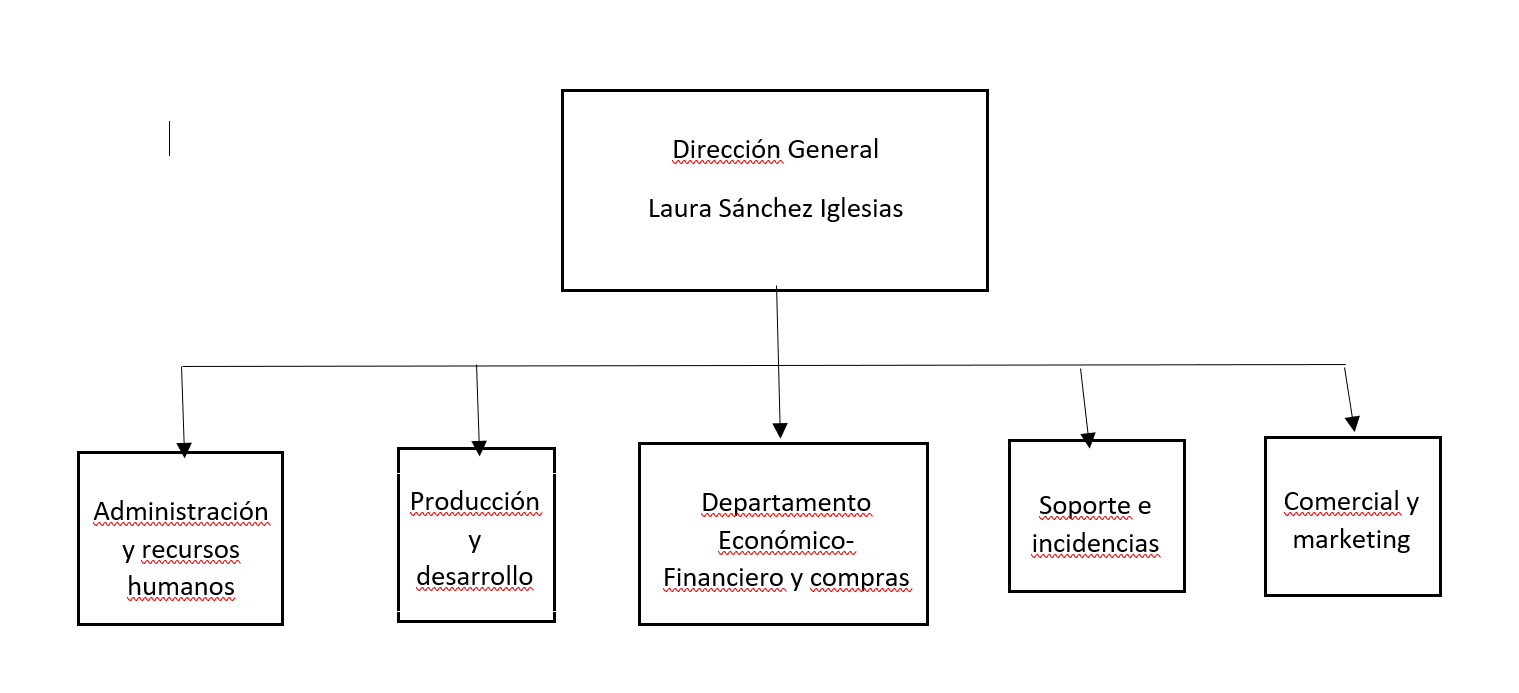 Dirección General
Laura Sánchez Iglesias
Administración
y recursos
humanos
Producción
y
desarrollo
Departamento
Económico-
Financiero y compras
Soporte e
incidencias
Comercial y
marketing